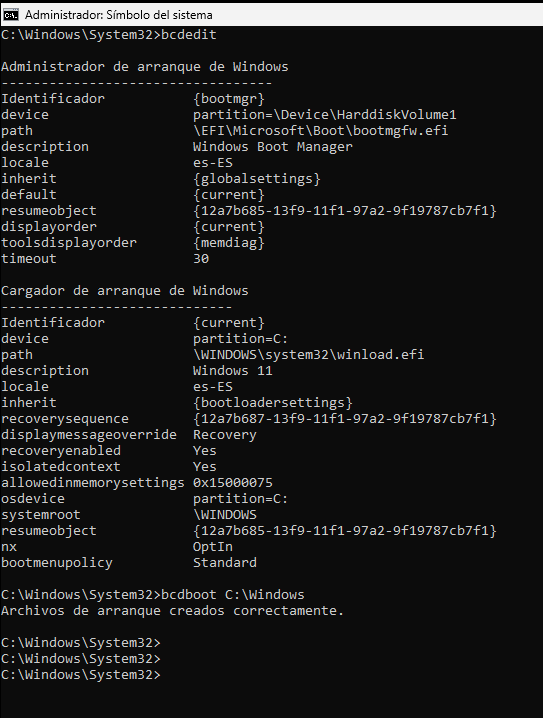 Administrador: Símbolo del sistema
C:\Windows\System32>bcdedit
Administrador de arranque de Windows
----------------------------------
Identificador           {bootmgr}
device                  partition=\Device\HarddiskVolume1
path                    \EFI\Microsoft\Boot\bootmgfw.efi
description             Windows Boot Manager
locale                  es-ES
inherit                 {globalsettings}
default                 {current}
resumeobject            {12a7b685-13f9-11f1-97a2-9f19787cb7f1}
displayorder            {current}
toolsdisplayorder       {memdiag}
timeout                 30
Cargador de arranque de Windows
-----------------------------
Identificador           {current}
device                  partition=C:
path                    \WINDOWS\system32\winload.efi
description             Windows 11
locale                  es-ES
inherit                 {bootloadersettings}
recoverysequence        {12a7b687-13f9-11f1-97a2-9f19787cb7f1}
displaymessageoverride  Recovery
recoveryenabled         Yes
isolatedcontext         Yes
allowedinmemorysettings 0x15000075
osdevice                partition=C:
systemroot              \WINDOWS
resumeobject            {12a7b685-13f9-11f1-97a2-9f19787cb7f1}
nx                      OptIn
bootmenupolicy          Standard
C:\Windows\System32>bcdboot C:\Windows
Archivos de arranque creados correctamente.
C:\Windows\System32>
C:\Windows\System32>
C:\Windows\System32>